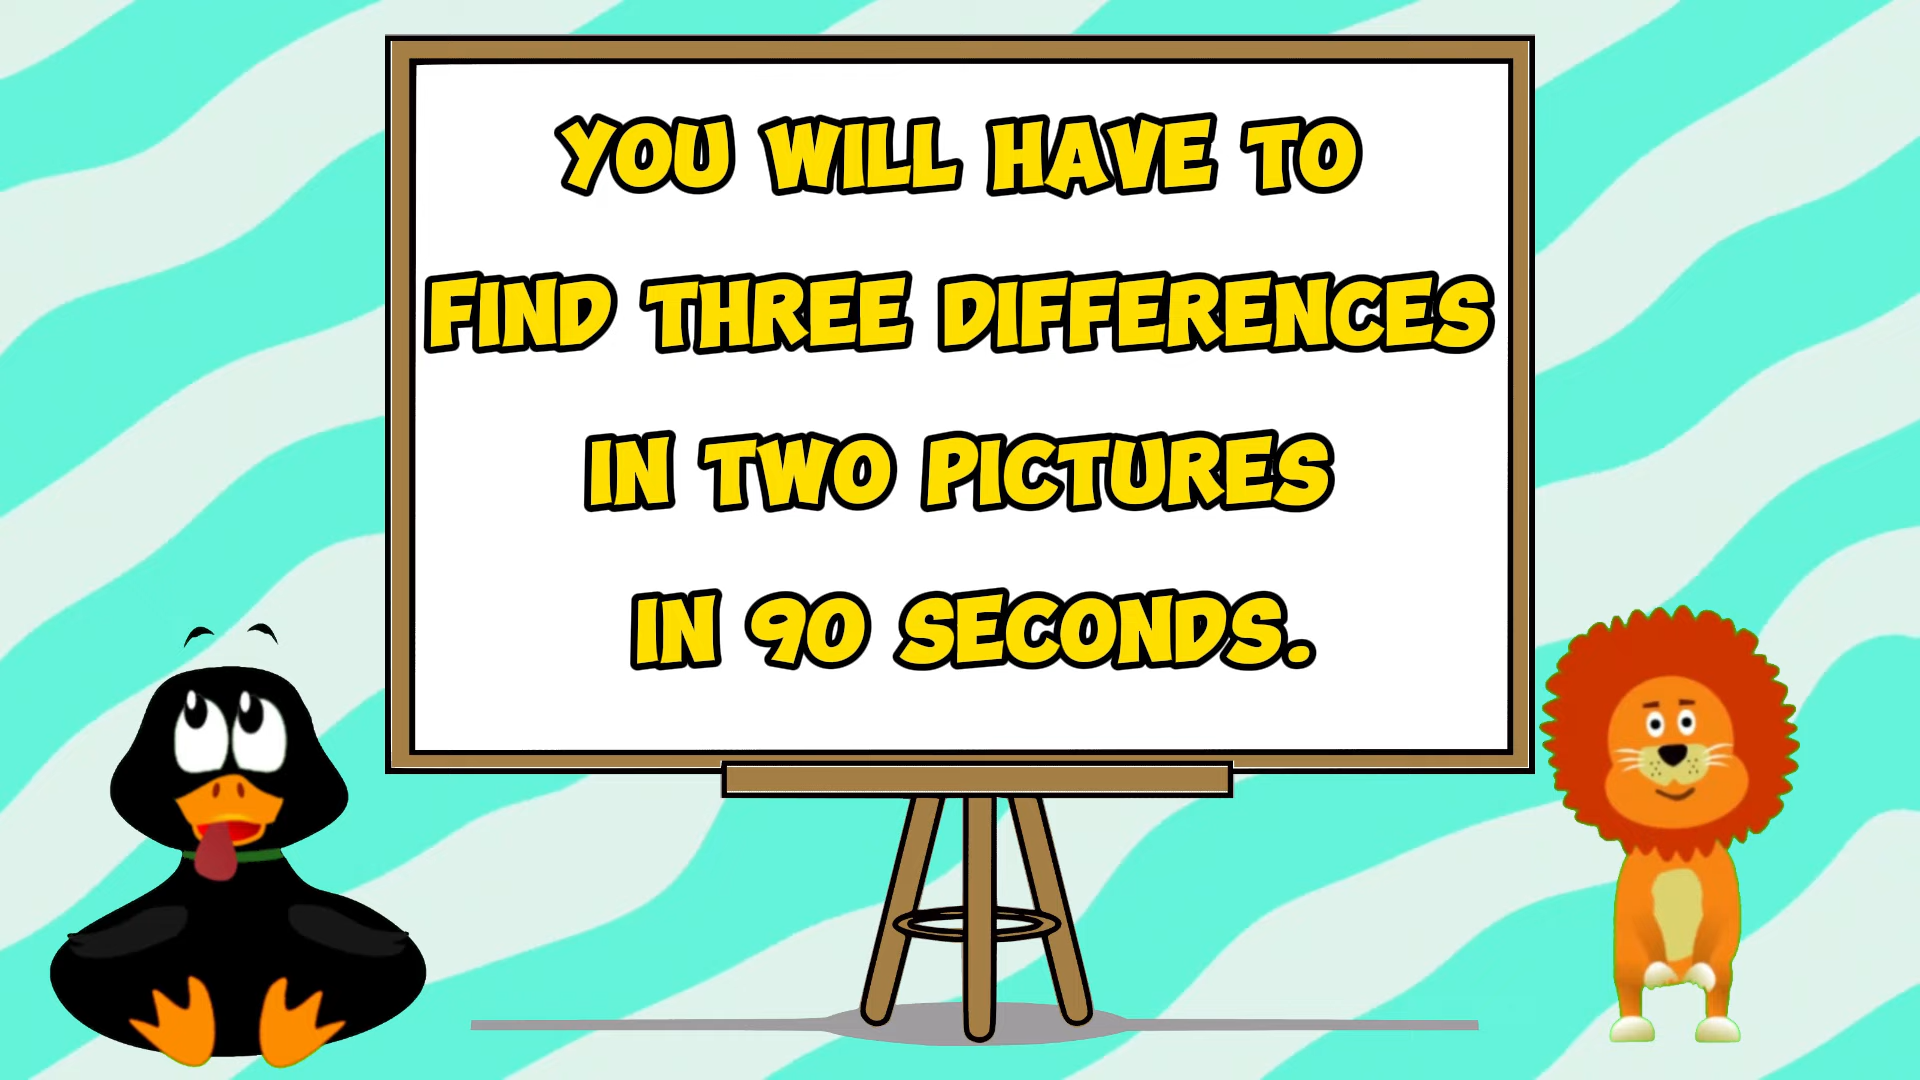 YOU WILL HAVE TO
FIND THREE DIFFERENCES
IN TWO PICTURES
IN 90 SECONDS.